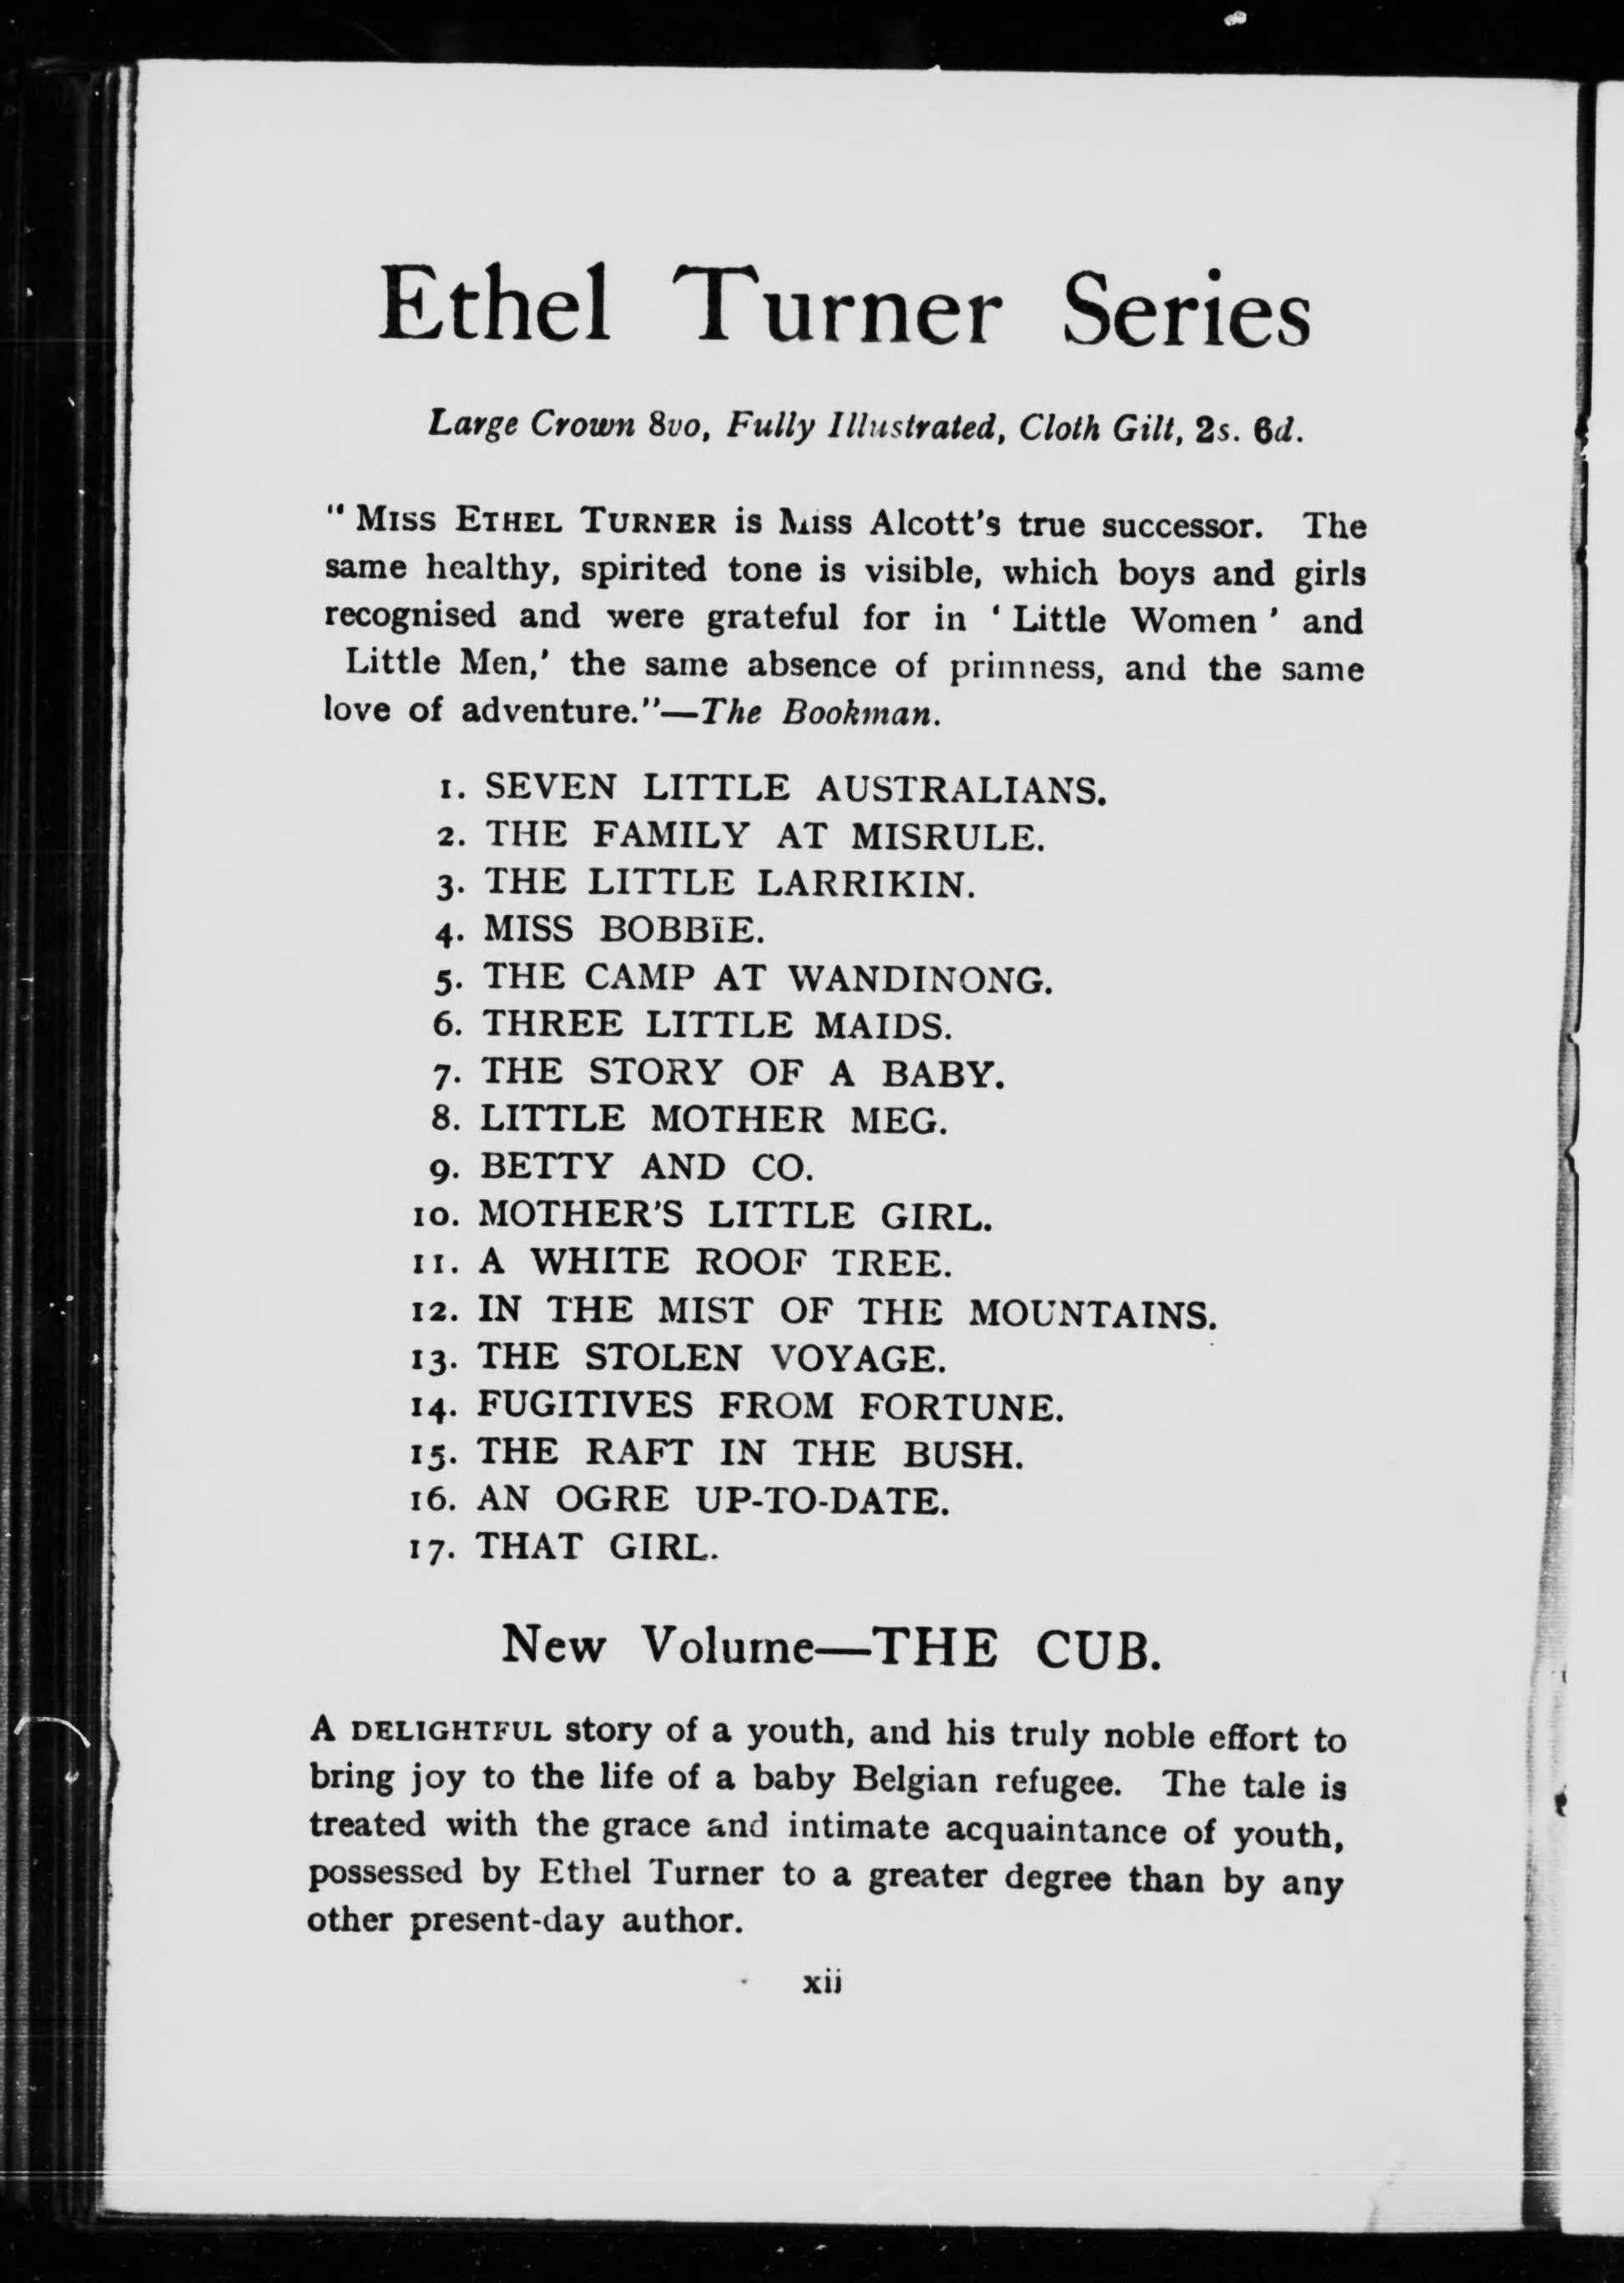 Ethel Turner Series
Large Crown 8vo, Fully Illustrated, Cloth Gilt, 2s. 6d.
" MISS ETHEL TURNER is Miss Alcott's true successor. The
same healthy, spirited tone is visible, which boys and girls
recognised and were grateful for in ' Little Women ' and
Little Men,' the same absence of primness, and the same
love of adventure."—The Bookman.
1. SEVEN LITTLE AUSTRALIANS.
2. THE FAMILY AT MISRULE.
3. THE LITTLE LARRIKIN.
4. MISS BOBBIE.
5. THE CAMP AT WANDINONG.
6. THREE LITTLE MAIDS.
7. THE STORY OF A BABY.
8. LITTLE MOTHER MEG.
9. BETTY AND CO.
10. MOTHER'S LITTLE GIRL.
11. A WHITE ROOF TREE.
12. IN THE MIST OF THE MOUNTAINS.
13. THE STOLEN VOYAGE.
14. FUGITIVES FROM FORTUNE.
15. THE RAFT IN THE BUSH.
16. AN OGRE UP-TO-DATE.
17. THAT GIRL.
New Volume—THE CUB.
A DELIGHTFUL story of a youth, and his truly noble effort to
bring joy to the life of a baby Belgian refugee. The tale is
treated with the grace and intimate acquaintance of youth,
possessed by Ethel Turner to a greater degree than by any
other present-day author.
xii